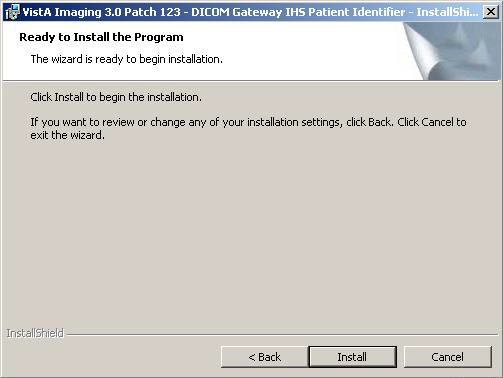 VistA Imaging 3.0 Patch 123 - DICOM Gateway IHS Patient Identifier - InstallShi...
Ready to Install the Program
The wizard is ready to begin installation.
Click Install to begin the installation.
If you want to review or change any of your installation settings, click Back. Click Cancel to
exit the wizard.
InstallShield
< Back
Install
Cancel